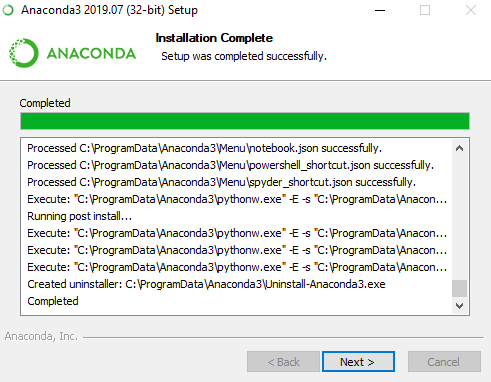 Anaconda3 2019.07 (32-bit) Setup
ANACONDA
Installation Complete
Setup was completed successfully.
Completed
Processed C:\ProgramData\Anaconda3\Menu\notebook.json successfully.
Processed C:\ProgramData\Anaconda3\Menu\powershell_shortcut.json successfully.
Processed C:\ProgramData\Anaconda3\Menu\spyder_shortcut.json successfully.
Execute: "C:\ProgramData\Anaconda3\pythonw.exe" -E -s "C:\ProgramData\Anacon...
Running post install...
Execute: "C:\ProgramData\Anaconda3\pythonw.exe" -E -s "C:\ProgramData\Anacon...
Execute: "C:\ProgramData\Anaconda3\pythonw.exe" -E -s "C:\ProgramData\Anacon...
Execute: "C:\ProgramData\Anaconda3\pythonw.exe" -E -s "C:\ProgramData\Anacon...
Created uninstaller: C:\ProgramData\Anaconda3\Uninstall-Anaconda3.exe
Completed
Anaconda, Inc.
< Back Next > Cancel